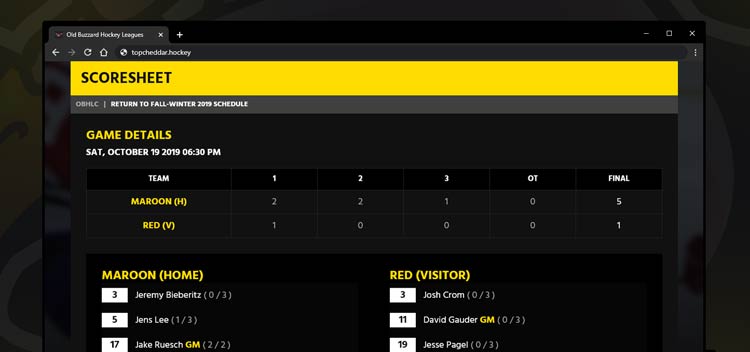 Old Buzzard Hockey Leagues
topcheddar.hockey
SCORESHEET
OBHLC | RETURN TO FALL-WINTER 2019 SCHEDULE
GAME DETAILS
SAT, OCTOBER 19 2019 06:30 PM
TEAM 1 2 3 OT FINAL
MAROON (H) 2 2 1 0 5
RED (V) 1 0 0 0 1
MAROON (HOME)
3 Jeremy Bieberitz ( 0 / 3 )
5 Jens Lee ( 1 / 3 )
17 Jake Ruesch GM ( 2 / 2 )
RED (VISITOR)
3 Josh Crom ( 0 / 3 )
11 David Gauder GM ( 0 / 3 )
19 Jesse Pagel ( 0 / 3 )